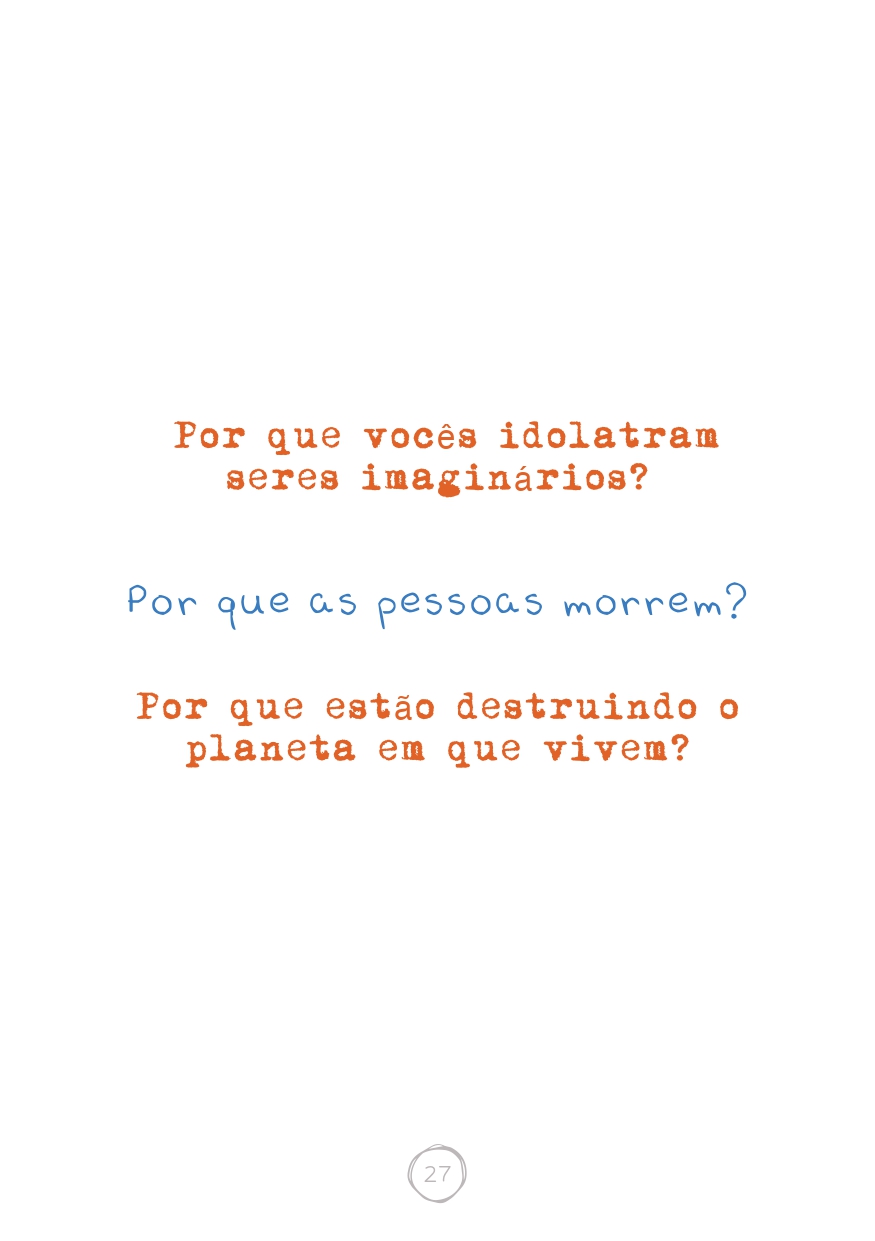 Por que vocês idolatram
seres imaginários?
Por que as pessoas morrem?
Por que estão destruindo o
planeta em que vivem?
27